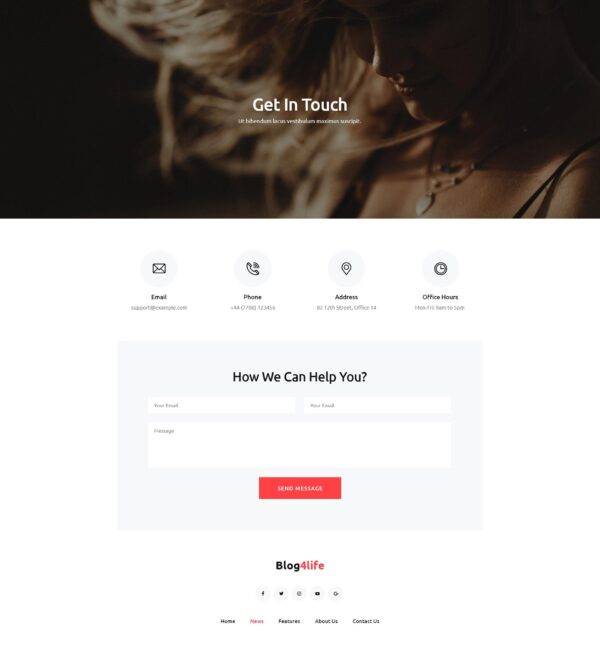 Get In Touch
Ut bibendum lacus vestibulum maximus suscipit.
Email
Phone
Address
Office Hours
support@example.com
+44 (7700) 123456
82 12th Street, Office 14
Mon-Fri: 9am to 5pm
How We Can Help You?
Your Email
Your Email
Message
SEND MESSAGE
Blog4life
Home News Features About Us Contact Us